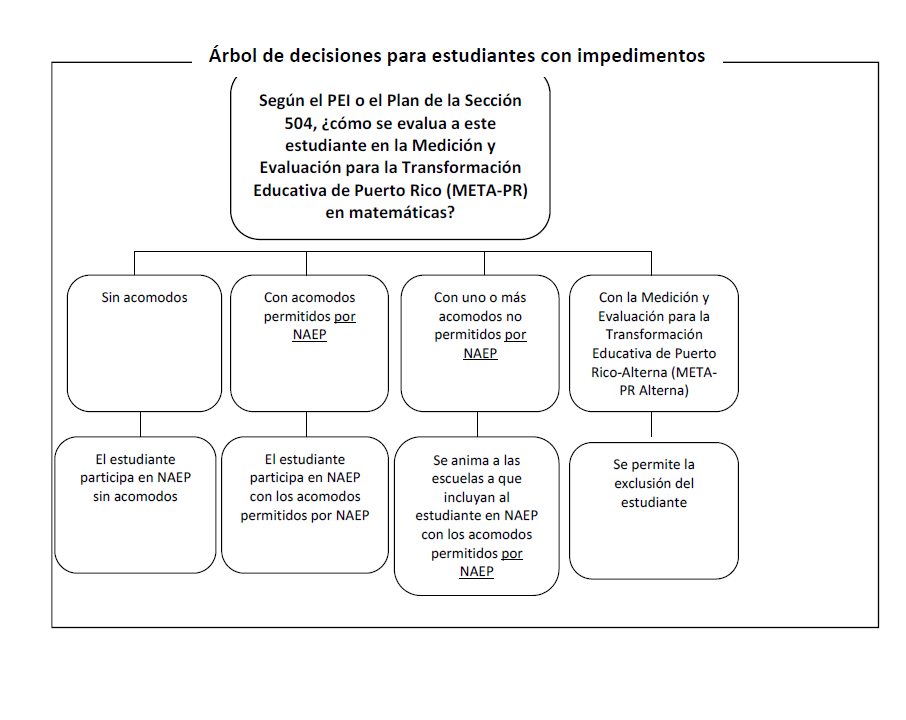 Árbol de decisiones para estudiantes con impedimentos
Según el PEI o el Plan de la Sección
504, ¿cómo se evalua a este
estudiante en la Medición y
Evaluación para la Transformación
Educativa de Puerto Rico (META-PR)
en matemáticas?
Sin acomodos
Con acomodos
permitidos por
NAEP
Con uno o más
acomodos no
permitidos por
NAEP
Con la Medición y
Evaluación para la
Transformación
Educativa de Puerto
Rico-Alterna (META-
PR Alterna)
El estudiante
participa en NAEP
sin acomodos
El estudiante
participa en NAEP
con los acomodos
permitidos por NAEP
Se anima a las
escuelas a que
incluyan al
estudiante en NAEP
con los acomodos
permitidos por
NAEP
Se permite la
exclusión del
estudiante